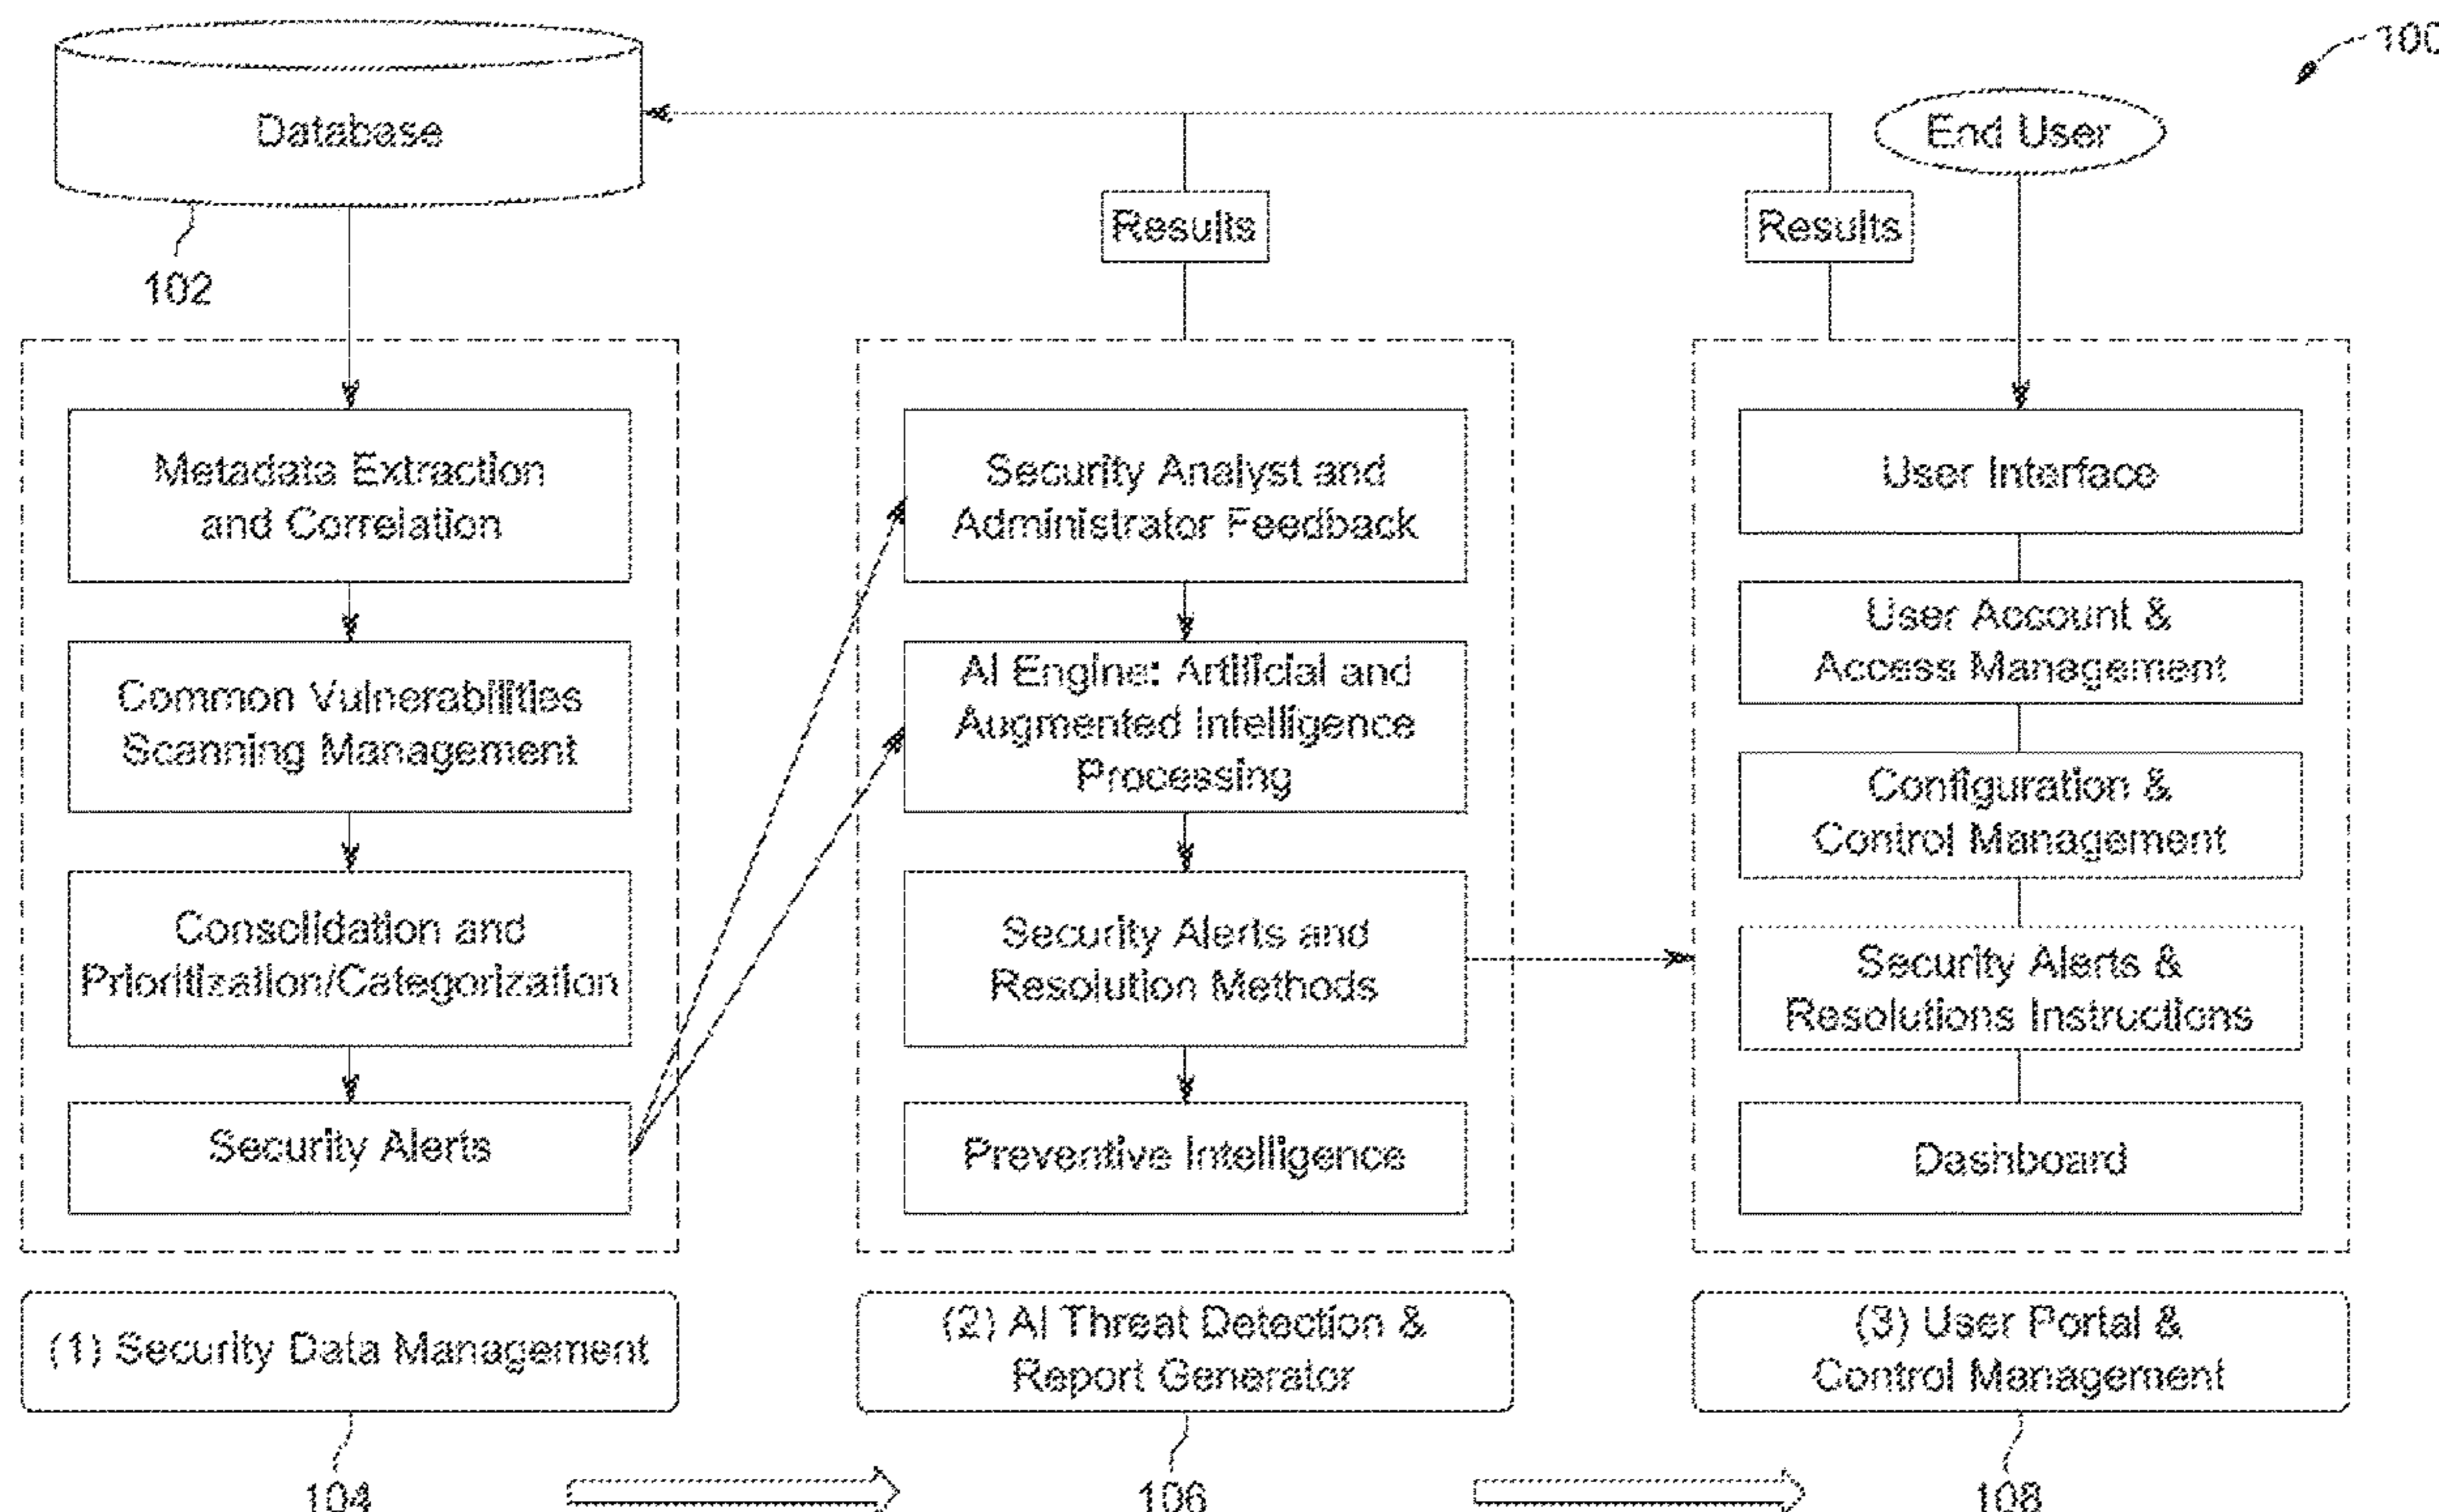 100
Database
End User
Results
Results
102
Metadata Extraction
and Correlation
Common Vulnerabilities
Scanning Management
Consolidation and
Prioritization/Categorization
Security Alerts
(1) Security Data Management
104
Security Analyst and
Administrator Feedback
AI Engine: Artificial and
Augmented Intelligence
Processing
Security Alerts and
Resolution Methods
Preventive Intelligence
(2) AI Threat Detection &
Report Generator
106
User Interface
User Account &
Access Management
Configuration &
Control Management
Security Alerts &
Resolutions Instructions
Dashboard
(3) User Portal &
Control Management
108